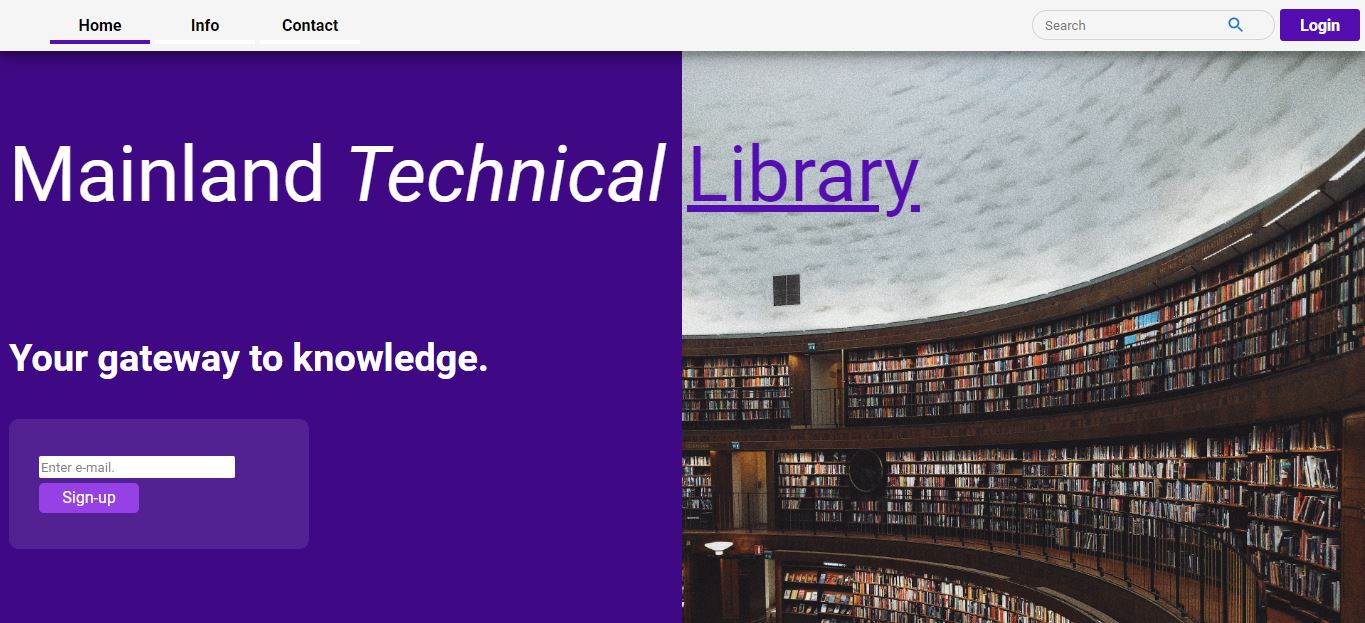 Home Info Contact Search Login
Mainland Technical Library
Your gateway to knowledge.
Enter e-mail.
Sign-up